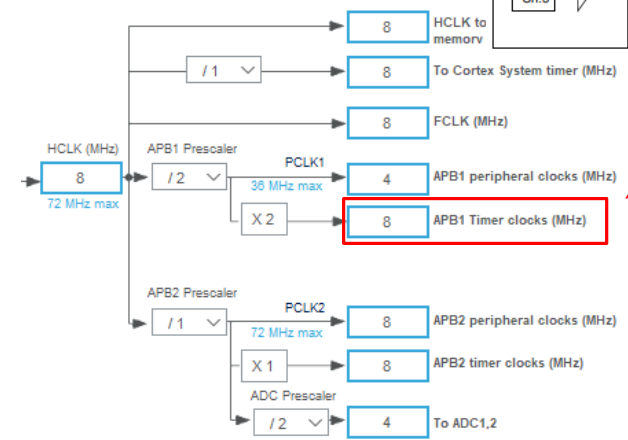 8
HCLK to
memory
/ 1
8
To Cortex System timer (MHz)
8
FCLK (MHz)
HCLK (MHz)
APB1 Prescaler
8
72 MHz max
/ 2
PCLK1
36 MHz max
4
APB1 peripheral clocks (MHz)
X 2
8
APB1 Timer clocks (MHz)
APB2 Prescaler
/ 1
PCLK2
72 MHz max
8
APB2 peripheral clocks (MHz)
X 1
8
APB2 timer clocks (MHz)
ADC Prescaler
/ 2
4
To ADC1,2